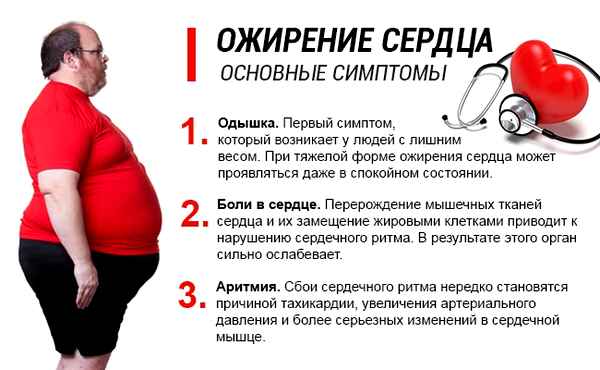 ОЖИРЕНИЕ СЕРДЦА
ОСНОВНЫЕ СИМПТОМЫ
1. Одышка. Первый симптом,
который возникает у людей с лишним
весом. При тяжелой форме ожирения сердца может
проявляться даже в спокойном состоянии.
2. Боли в сердце. Перерождение мышечных тканей
сердца и их замещение жировыми клетками приводит к
нарушению сердечного ритма. В результате этого орган
сильно ослабевает.
3. Аритмия. Сбои сердечного ритма нередко становятся
причиной тахикардии, увеличения артериального
давления и более серьезных изменений в сердечной
мышце.